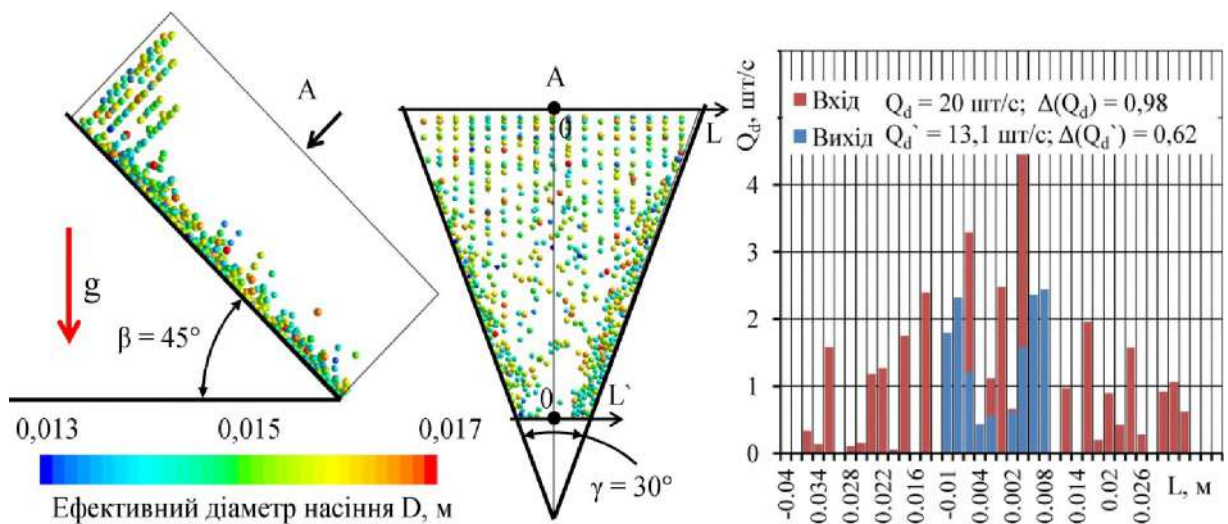 A
g
β = 45°
0,013
0,015
0,017
Ефективний діаметр насіння D, м
A
0
L
0
L`
γ = 30°
Q_d, шт/с
Вхід Q_d = 20 шт/с; Δ(Q_d) = 0,98
Вихід Q_d` = 13,1 шт/с; Δ(Q_d`) = 0,62
4
3
2
1
0
-0.04
0.034
0.028
0.022
0.016
-0.01
0.004
0.002
0.008
0.014
0.02
0.026
L, м